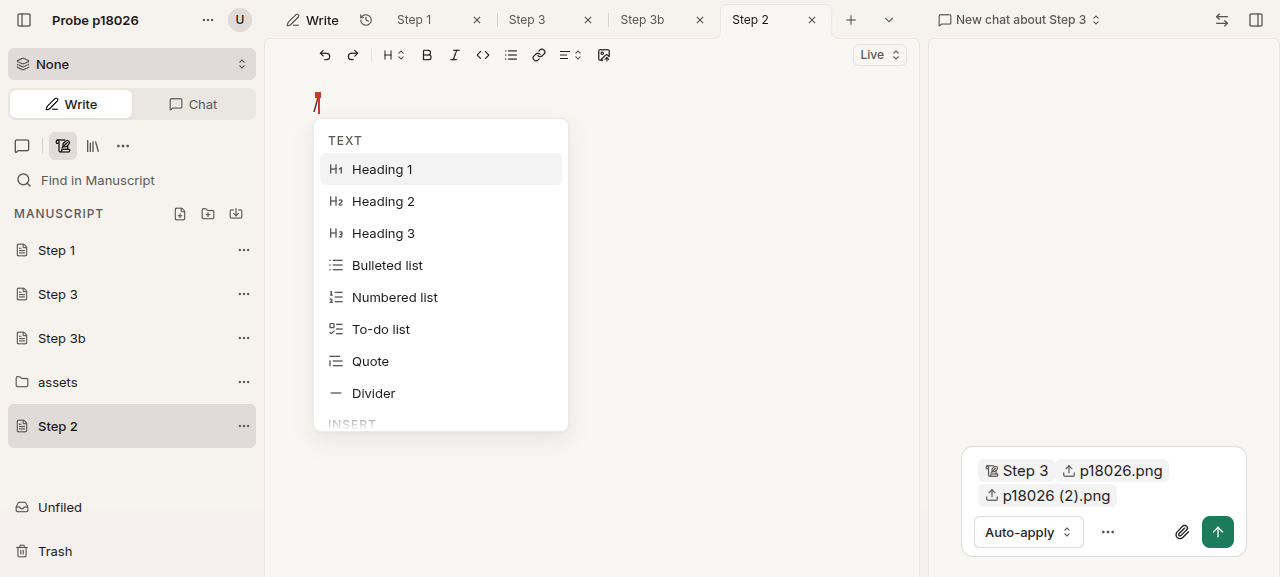 Probe p18026
U
None
Write
Chat
Find in Manuscript
MANUSCRIPT
Step 1
Step 3
Step 3b
assets
Step 2
Unfiled
Trash
Write
Step 1
Step 3
Step 3b
Step 2
H
B
I
Live
/
TEXT
H1 Heading 1
H2 Heading 2
H3 Heading 3
Bulleted list
Numbered list
To-do list
Quote
Divider
INSERT
New chat about Step 3
Step 3 p18026.png
p18026 (2).png
Auto-apply